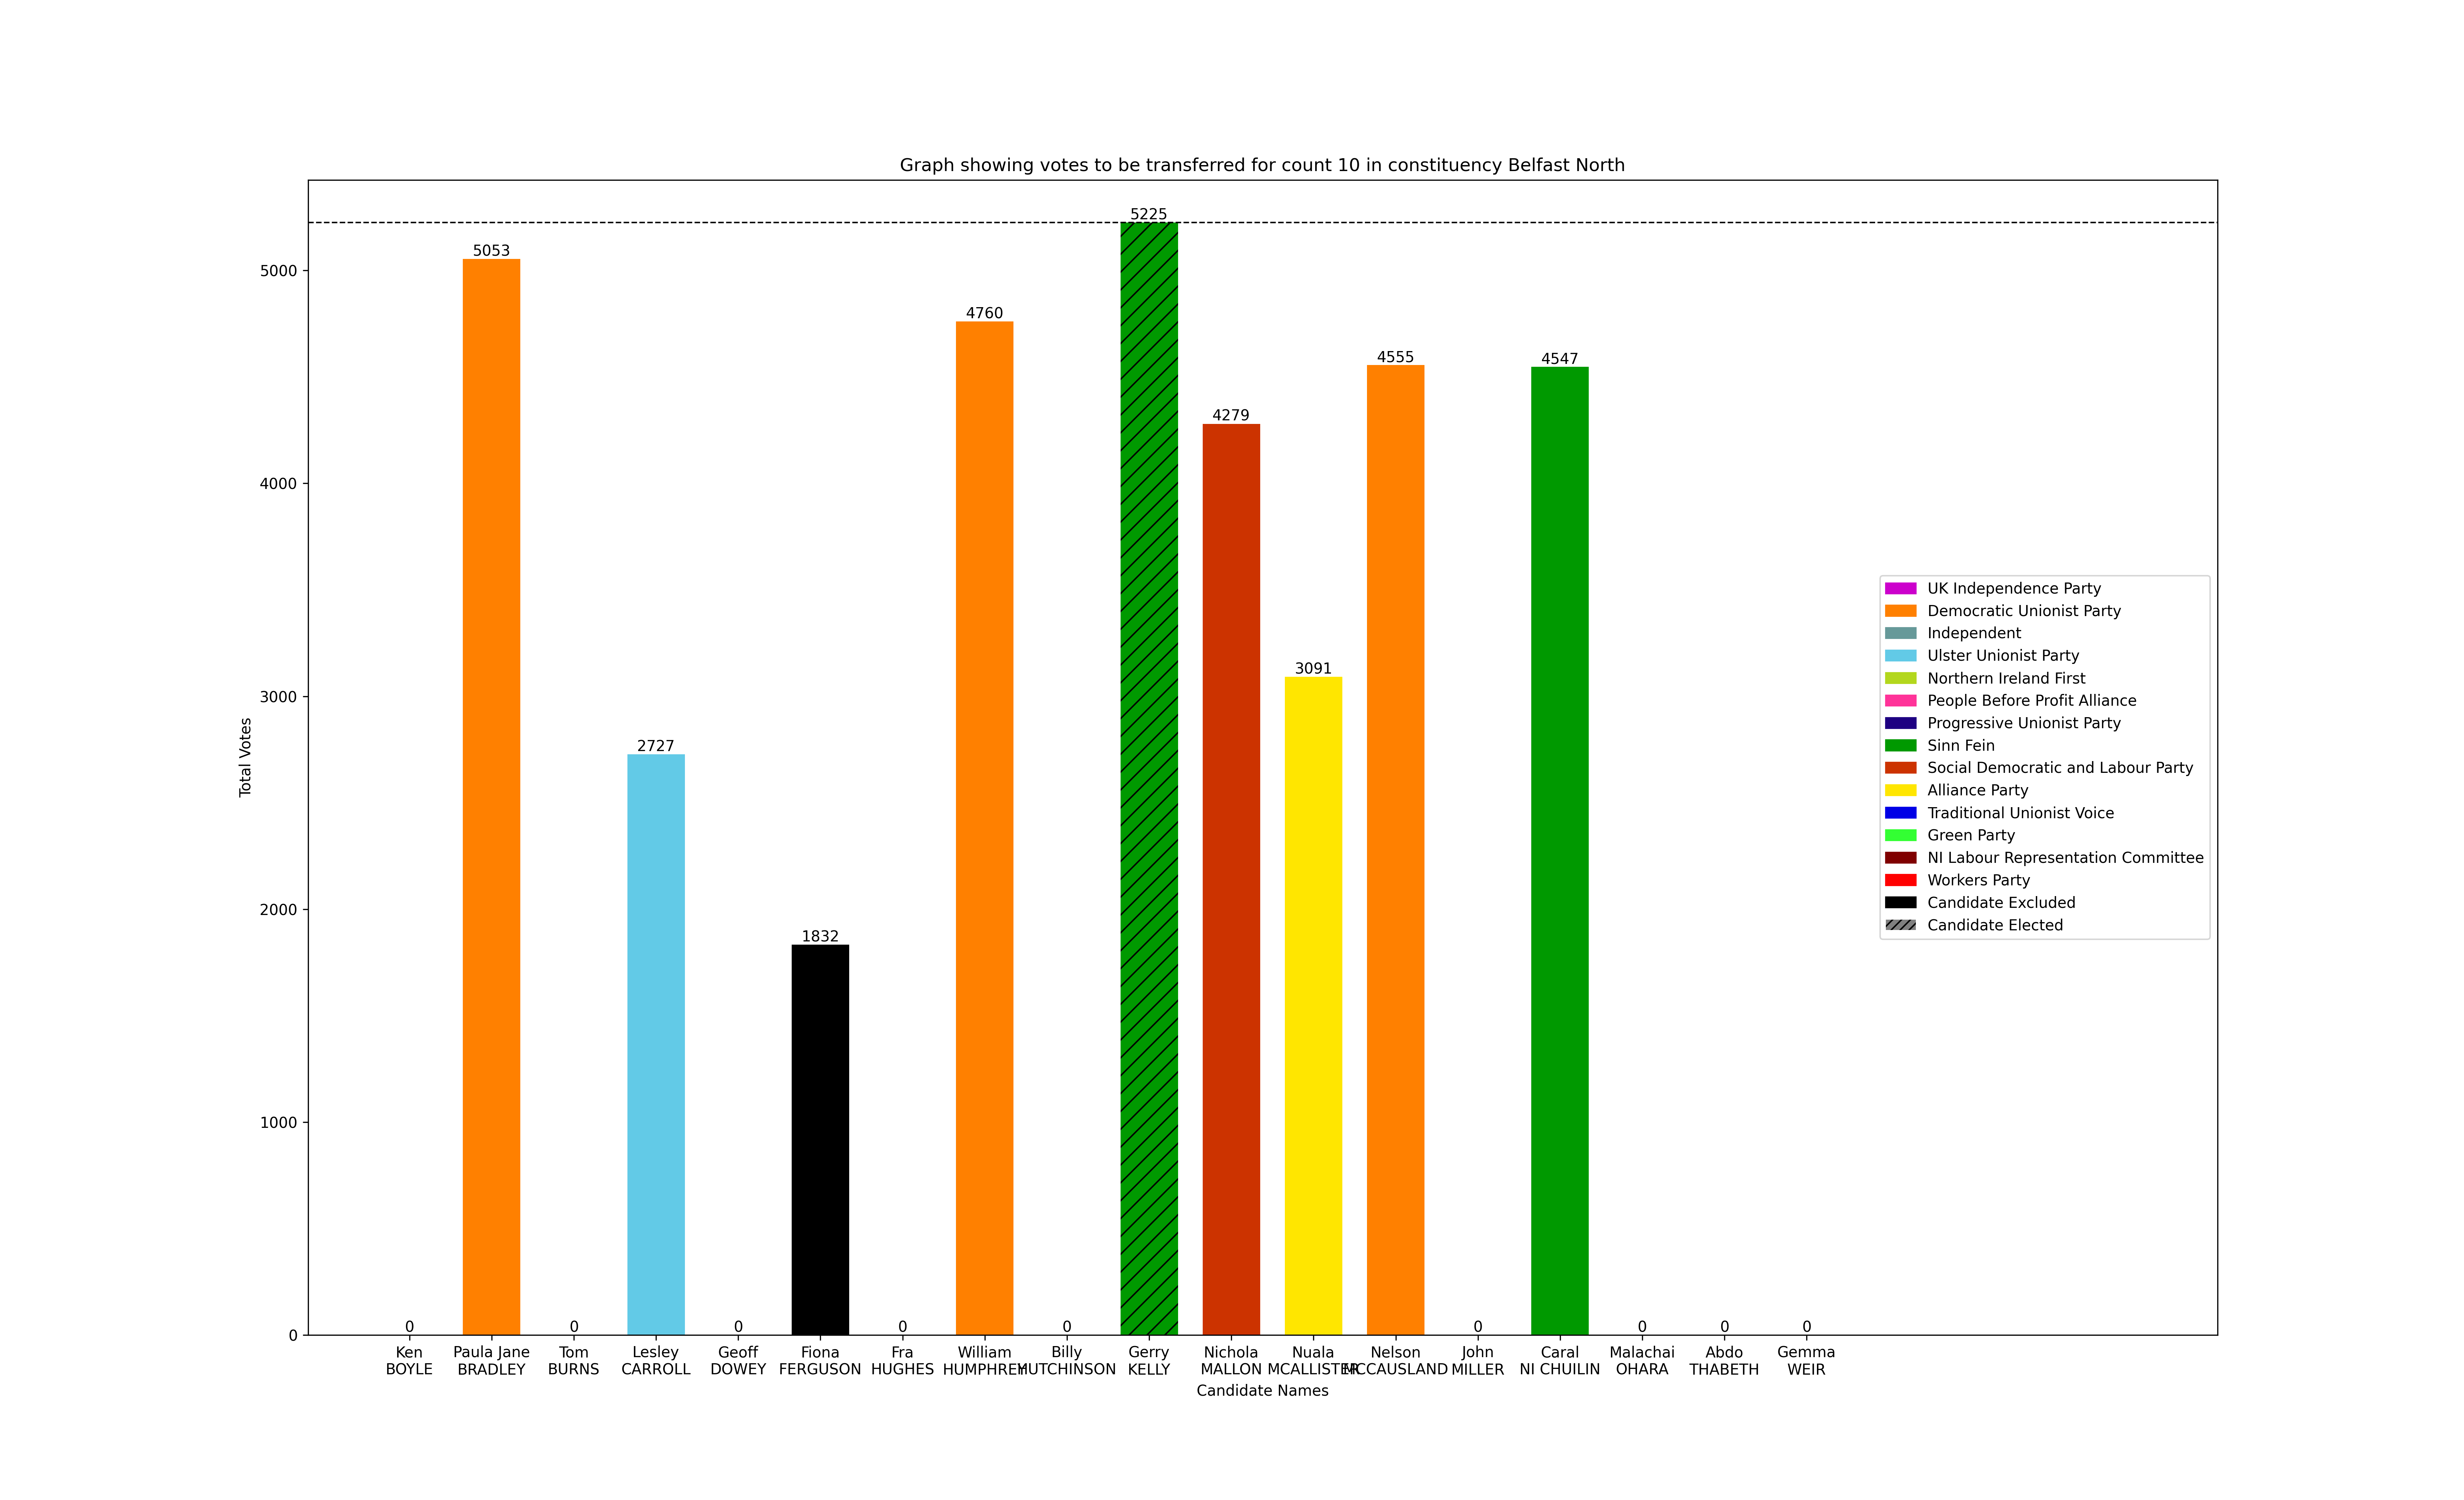 Graph showing votes to be transferred for count 10 in constituency Belfast North
Total Votes
5000
4000
3000
2000
1000
0
0
5053
0
2727
0
1832
0
4760
0
5225
4279
3091
4555
0
4547
0
0
0
UK Independence Party
Democratic Unionist Party
Independent
Ulster Unionist Party
Northern Ireland First
People Before Profit Alliance
Progressive Unionist Party
Sinn Fein
Social Democratic and Labour Party
Alliance Party
Traditional Unionist Voice
Green Party
NI Labour Representation Committee
Workers Party
Candidate Excluded
Candidate Elected
Ken
BOYLE
Paula Jane
BRADLEY
Tom
BURNS
Lesley
CARROLL
Geoff
DOWEY
Fiona
FERGUSON
Fra
HUGHES
William
HUMPHREY
Billy
HUTCHINSON
Gerry
KELLY
Nichola
MALLON
Nuala
MCALLISTER
Nelson
MCCAUSLAND
John
MILLER
Caral
NI CHUILIN
Malachai
OHARA
Abdo
THABETH
Gemma
WEIR
Candidate Names